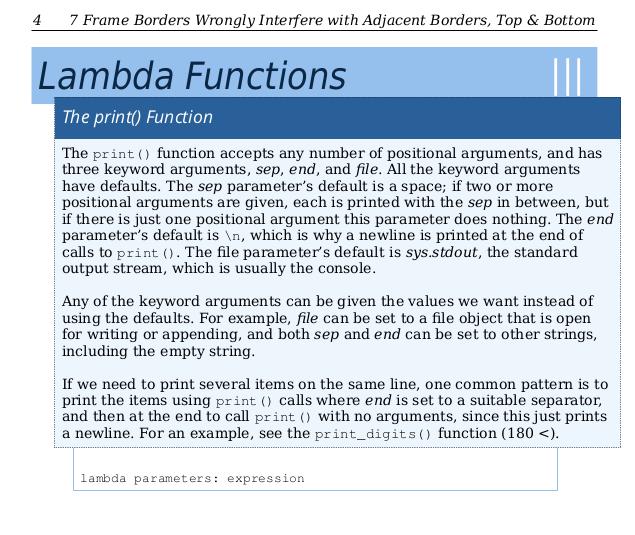 4 7 Frame Borders Wrongly Interfere with Adjacent Borders, Top & Bottom
Lambda Functions
The print() Function
The print() function accepts any number of positional arguments, and has
three keyword arguments, sep, end, and file. All the keyword arguments
have defaults. The sep parameter’s default is a space; if two or more
positional arguments are given, each is printed with the sep in between, but
if there is just one positional argument this parameter does nothing. The end
parameter’s default is \n, which is why a newline is printed at the end of
calls to print(). The file parameter’s default is sys.stdout, the standard
output stream, which is usually the console.
Any of the keyword arguments can be given the values we want instead of
using the defaults. For example, file can be set to a file object that is open
for writing or appending, and both sep and end can be set to other strings,
including the empty string.
If we need to print several items on the same line, one common pattern is to
print the items using print() calls where end is set to a suitable separator,
and then at the end to call print() with no arguments, since this just prints
a newline. For an example, see the print_digits() function (180 <).
lambda parameters: expression